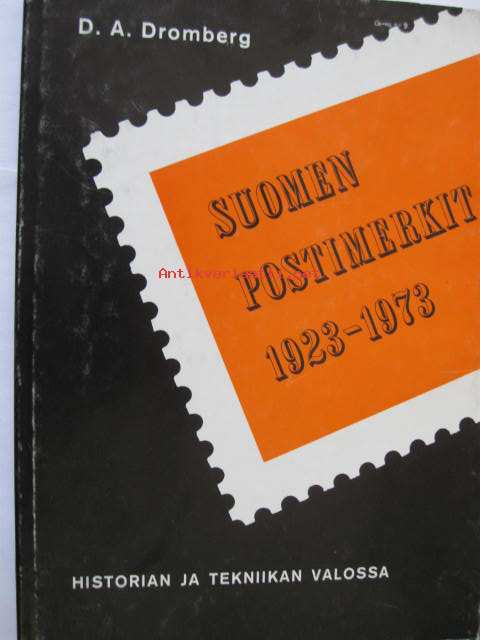 D. A. Dromberg
SUOMEN
POSTIMERKIT
1923-1973
HISTORIAN JA TEKNIIKAN VALOSSA